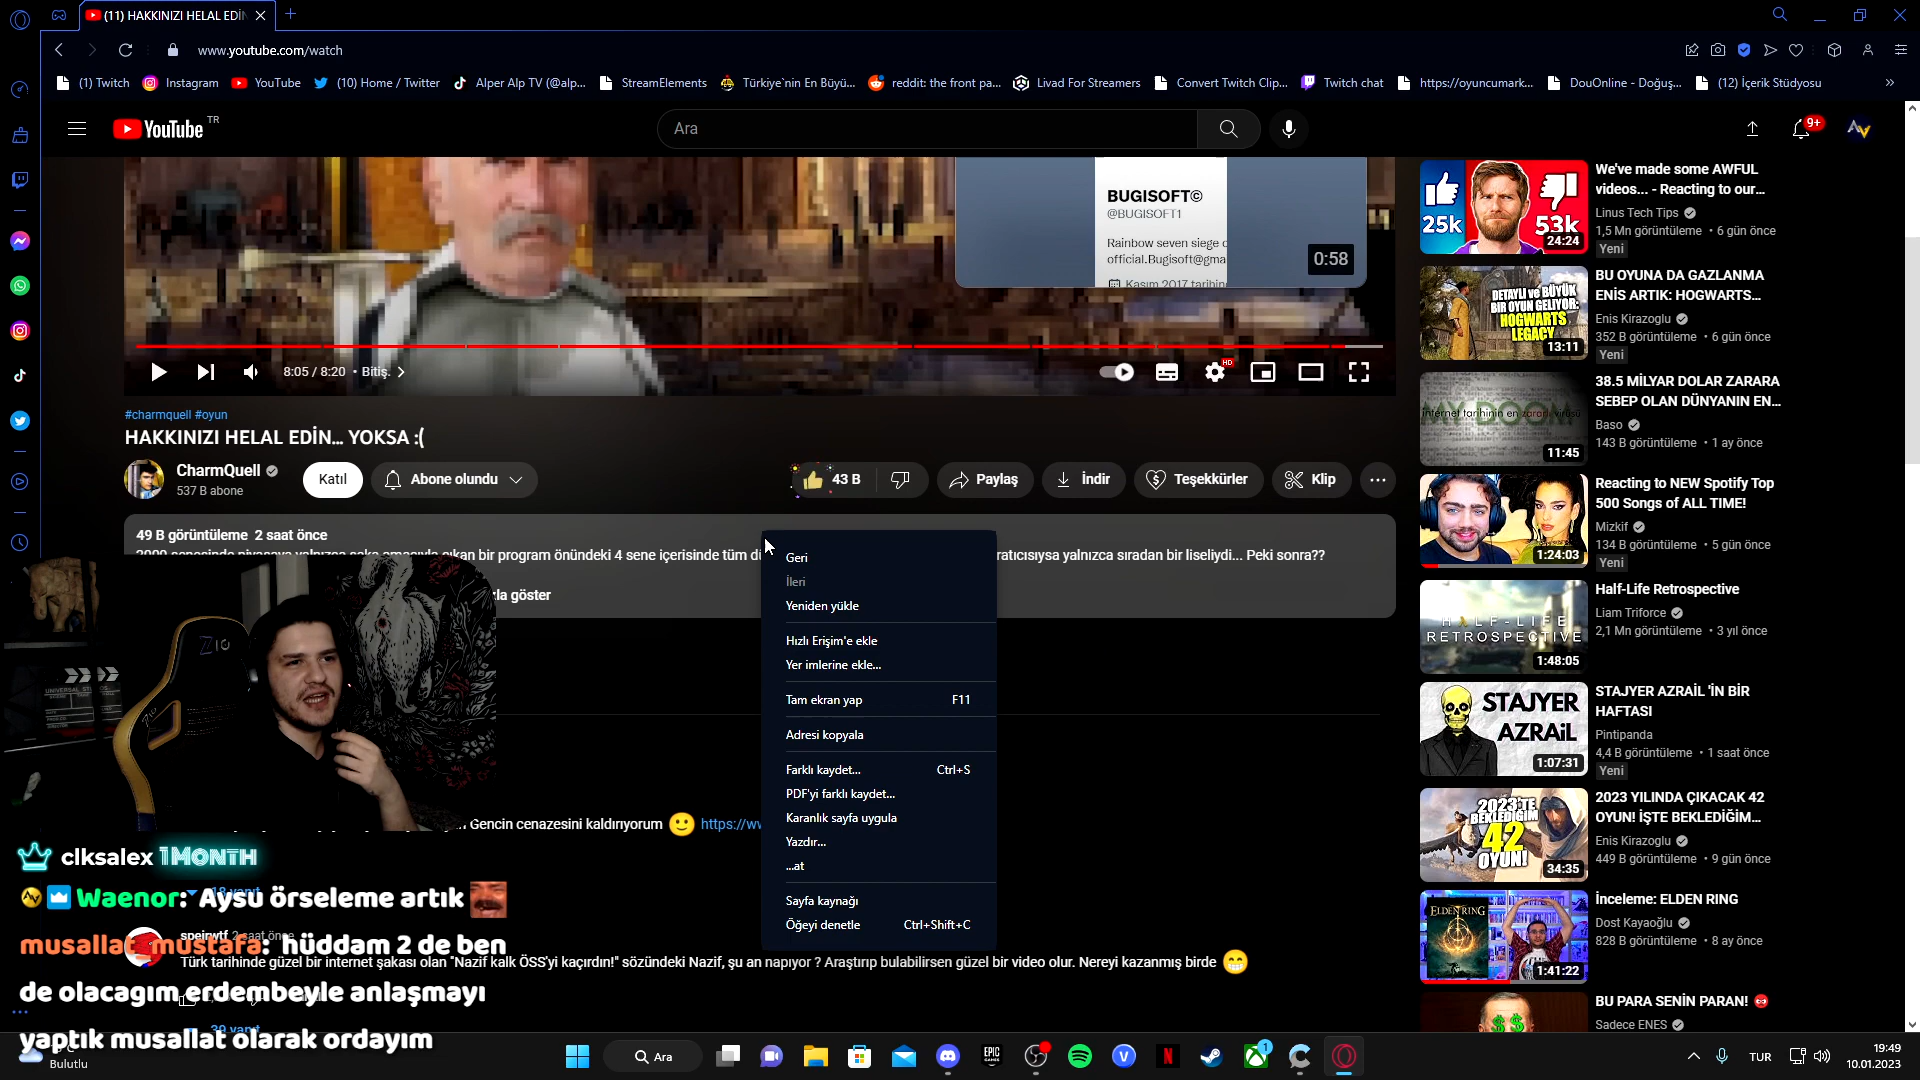 (11) HAKKINIZI HELAL EDİN
www.youtube.com/watch
(1) Twitch
Instagram
YouTube
(10) Home / Twitter
Alper Alp TV (@alp...
StreamElements
Türkiye`nin En Büyü...
reddit: the front pa...
Livad For Streamers
Convert Twitch Clip...
Twitch chat
https://oyuncumark...
DouOnline - Doğuş...
(12) İçerik Stüdyosu
YouTube TR
Ara
9+
BUGISOFT©
@BUGISOFT1
Rainbow seven siege
official.Bugisoft@gma
Kasım 2017
0:58
8:05 / 8:20 • Bitiş.
HD
#charmquell #oyun
HAKKINIZI HELAL EDİN... YOKSA :(
CharmQuell
537 B abone
Katıl
Abone olundu
43 B
Paylaş
İndir
Teşekkürler
Klip
49 B görüntüleme 2 saat önce
2000 senesinde piyasaya yalnızca şaka amacıyla çıkan bir program önündeki 4 sene içerisinde tüm
ratıcısıysa yalnızca sıradan bir liseliydi... Peki sonra??
göster
Geri
İleri
Yeniden yükle
Hızlı Erişim'e ekle
Yer imlerine ekle...
Tam ekran yap F11
Adresi kopyala
Farklı kaydet... Ctrl+S
PDF'yi farklı kaydet...
Karanlık sayfa uygula
Yazdır...
...at
Sayfa kaynağı
Öğeyi denetle Ctrl+Shift+C
ZIO
UNIVERSAL STUDIOS
Gencin cenazesini kaldırıyorum 🙂 https://w
clksalex 1MONTH
18 yanıt
Waenor: Aysü örseleme artık
speirwtf 2 saat önce
musallat_mustafa: hüddam 2 de ben
Türk tarihinde güzel bir internet şakası olan "Nazif kalk ÖSS'yi kaçırdın!" sözündeki Nazif, şu an napıyor ? Araştırıp bulabilirsen güzel bir video olur. Nereyi kazanmış birde 😁
de olacagım erdembeyle anlaşmayı
39 yanıt
yaptık musallat olarak ordayım
25k
53k
24:24
We've made some AWFUL
videos... - Reacting to our...
Linus Tech Tips
1,5 Mn görüntüleme • 6 gün önce
Yeni
DETAYLI ve BÜYÜK
BİR OYUN GELİYOR:
HOGWARTS
LEGACY
13:11
BU OYUNA DA GAZLANMA
ENİS ARTIK: HOGWARTS...
Enis Kirazoglu
352 B görüntüleme • 6 gün önce
Yeni
MY DOOM
internet tarihinin en zararlı virüsü
11:45
38.5 MİLYAR DOLAR ZARARA
SEBEP OLAN DÜNYANIN EN...
Baso
143 B görüntüleme • 1 ay önce
1:24:03
Reacting to NEW Spotify Top
500 Songs of ALL TIME!
Mizkif
134 B görüntüleme • 5 gün önce
Yeni
HALF-LIFE
RETROSPECTIVE
1:48:05
Half-Life Retrospective
Liam Triforce
2,1 Mn görüntüleme • 3 yıl önce
STAJYER
AZRAİL
1:07:31
STAJYER AZRAİL 'İN BİR
HAFTASI
Pintipanda
4,4 B görüntüleme • 1 saat önce
Yeni
2023'TE
BEKLEDİĞİM
42
OYUN!
34:35
2023 YILINDA ÇIKACAK 42
OYUN! İŞTE BEKLEDİĞİM...
Enis Kirazoglu
449 B görüntüleme • 9 gün önce
ELDEN RING
1:41:22
İnceleme: ELDEN RING
Dost Kayaoğlu
828 B görüntüleme • 8 ay önce
BU PARA SENİN PARAN!
Sadece ENES
Bulutlu
Ara
EPIC GAMES
1
TUR
19:49
10.01.2023